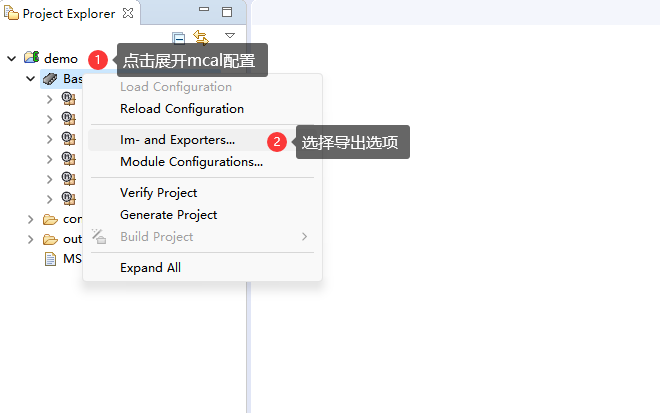 Project Explorer
demo
1 点击展开mcal配置
Bas
Load Configuration
Reload Configuration
Im- and Exporters...
2 选择导出选项
Module Configurations...
Verify Project
Generate Project
Build Project
Expand All
con
out
MS